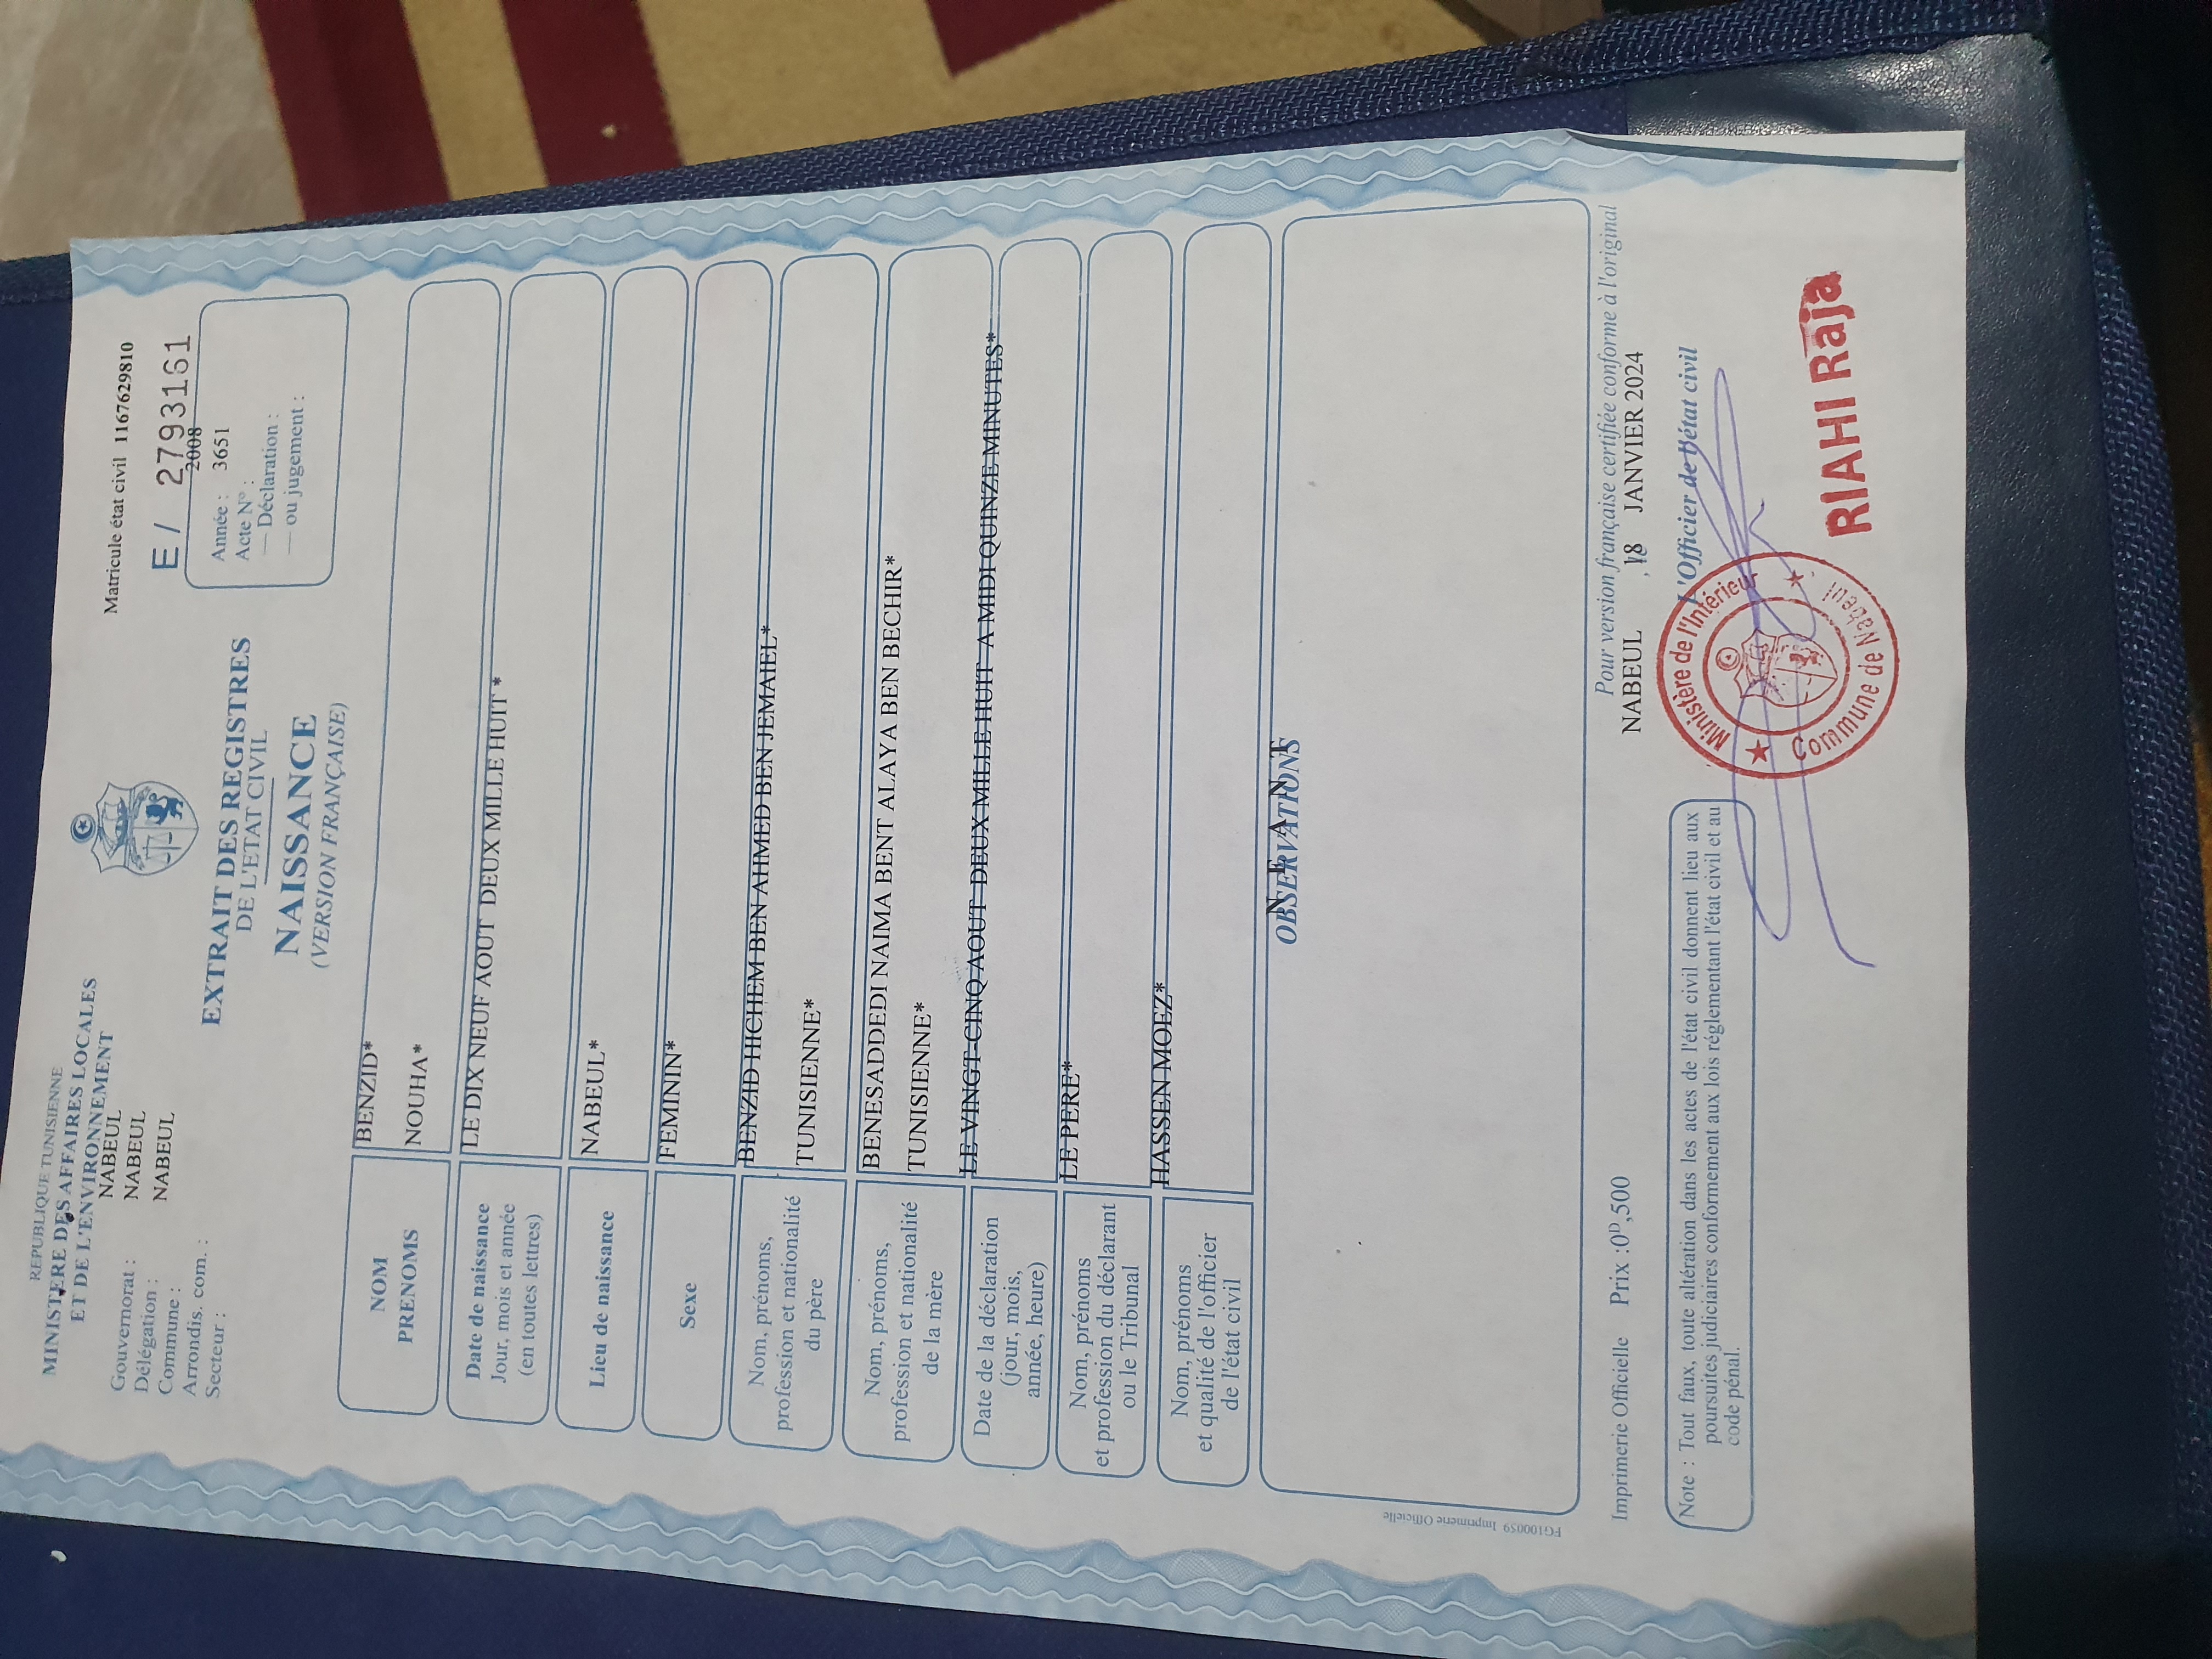 REPUBLIQUE TUNISIENNE
MINISTERE DES AFFAIRES LOCALES
ET DE L'ENVIRONNEMENT
Gouvernorat : NABEUL
Délégation : NABEUL
Commune : NABEUL
Arrondis. com. :
Secteur :
Matricule état civil 1167629810
E / 2793161
Année : 2008
Acte N° : 3651
— Déclaration :
— ou jugement :
EXTRAIT DES REGISTRES
DE L'ETAT CIVIL
NAISSANCE
(VERSION FRANÇAISE)
NOM BENZID*
PRENOMS NOUHA*
Date de naissance
Jour, mois et année
(en toutes lettres)
LE DIX NEUF AOUT DEUX MILLE HUIT *
Lieu de naissance NABEUL*
Sexe FEMININ*
Nom, prénoms,
profession et nationalité
du père
BENZID HICHEM BEN AHMED BEN JEMAIEL*
TUNISIENNE*
Nom, prénoms,
profession et nationalité
de la mère
BENESADDEDI NAIMA BENT ALAYA BEN BECHIR*
TUNISIENNE*
Date de la déclaration
(jour, mois,
année, heure)
LE VINGT-CINQ AOUT DEUX MILLE HUIT A MIDI QUINZE MINUTES*
Nom, prénoms
et profession du déclarant
ou le Tribunal
LE PERE*
Nom, prénoms
et qualité de l'officier
de l'état civil
HASSEN MOEZ*
OBSERVATIONS
N E A N T
FG100059 Imprimerie Officielle
Imprimerie Officielle Prix :0D,500
Pour version française certifiée conforme à l'original
NABEUL , 18 JANVIER 2024
L'Officier de l'état civil
Note : Tout faux, toute altération dans les actes de l'état civil donnent lieu aux
poursuites judiciaires conformement aux lois réglementant l'état civil et au
code pénal.
Ministère de l'Intérieur
Commune de Nabeul
RIAHI Raja